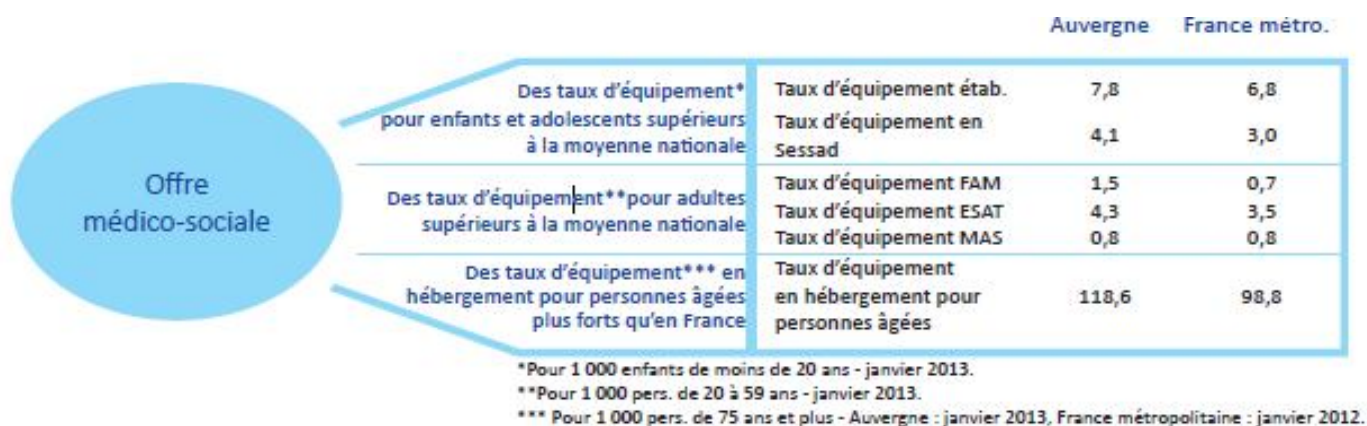 Auvergne France métro.
Offre
médico-sociale
Des taux d'équipement*
pour enfants et adolescents supérieurs
à la moyenne nationale
Taux d'équipement étab. 7,8 6,8
Taux d'équipement en
Sessad 4,1 3,0
Des taux d'équipement**pour adultes
supérieurs à la moyenne nationale
Taux d'équipement FAM 1,5 0,7
Taux d'équipement ESAT 4,3 3,5
Taux d'équipement MAS 0,8 0,8
Des taux d'équipement*** en
hébergement pour personnes âgées
plus forts qu'en France
Taux d'équipement
en hébergement pour 118,6 98,8
personnes âgées
*Pour 1 000 enfants de moins de 20 ans - janvier 2013.
**Pour 1 000 pers. de 20 à 59 ans - janvier 2013.
*** Pour 1 000 pers. de 75 ans et plus - Auvergne : janvier 2013, France métropolitaine : janvier 2012.